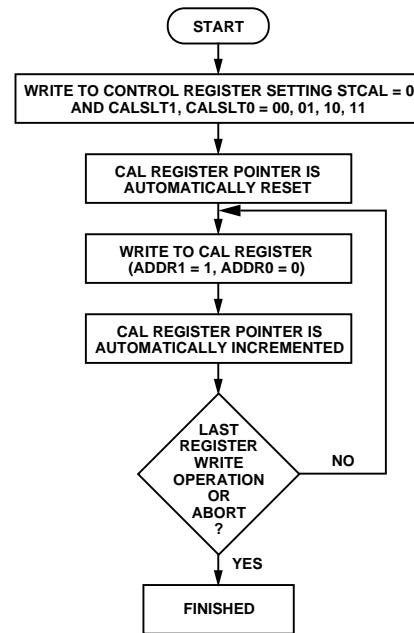 START
WRITE TO CONTROL REGISTER SETTING STCAL = 0
AND CALSLT1, CALSLT0 = 00, 01, 10, 11
CAL REGISTER POINTER IS
AUTOMATICALLY RESET
WRITE TO CAL REGISTER
(ADDR1 = 1, ADDR0 = 0)
CAL REGISTER POINTER IS
AUTOMATICALLY INCREMENTED
LAST
REGISTER
WRITE
OPERATION
OR
ABORT
?
NO
YES
FINISHED